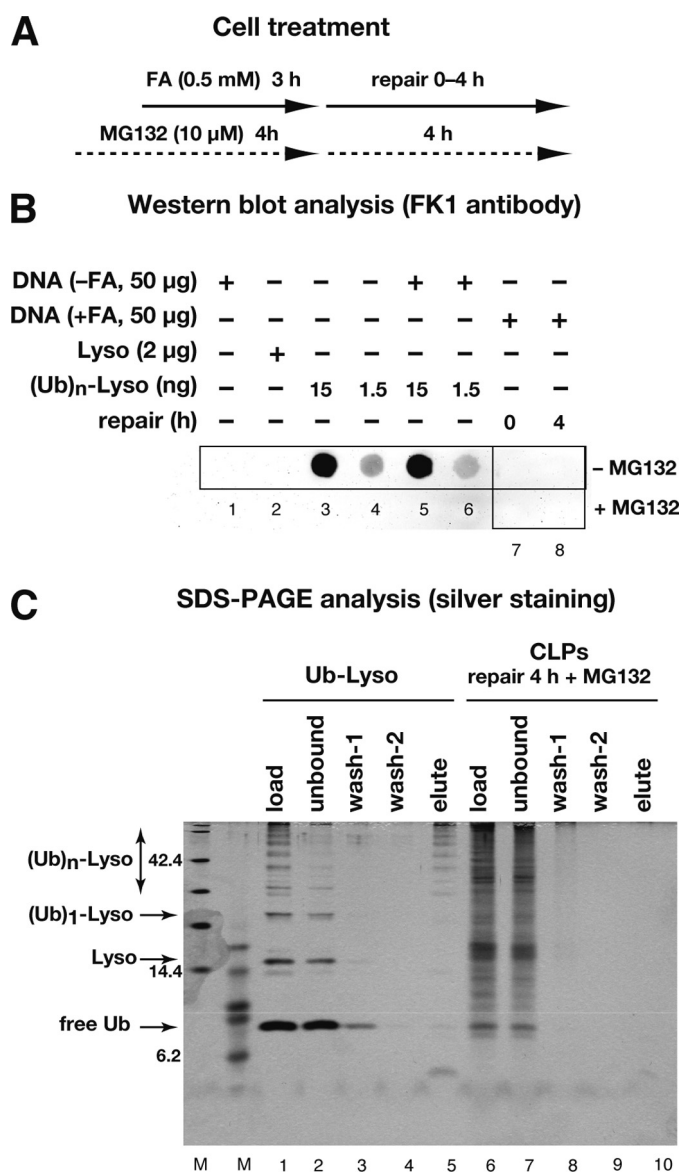 A Cell treatment
FA (0.5 mM) 3 h repair 0–4 h
MG132 (10 µM) 4h 4 h
B Western blot analysis (FK1 antibody)
DNA (–FA, 50 µg) + – – – + + – –
DNA (+FA, 50 µg) – – – – – – + +
Lyso (2 µg) – + – – – – – –
(Ub)n-Lyso (ng) – – 15 1.5 15 1.5 – –
repair (h) – – – – – – 0 4
– MG132
1 2 3 4 5 6 + MG132
7 8
C SDS-PAGE analysis (silver staining)
Ub-Lyso CLPs
repair 4 h + MG132
load unbound wash-1 wash-2 elute load unbound wash-1 wash-2 elute
(Ub)n-Lyso 42.4
(Ub)1-Lyso
Lyso
14.4
free Ub
6.2
M M 1 2 3 4 5 6 7 8 9 10